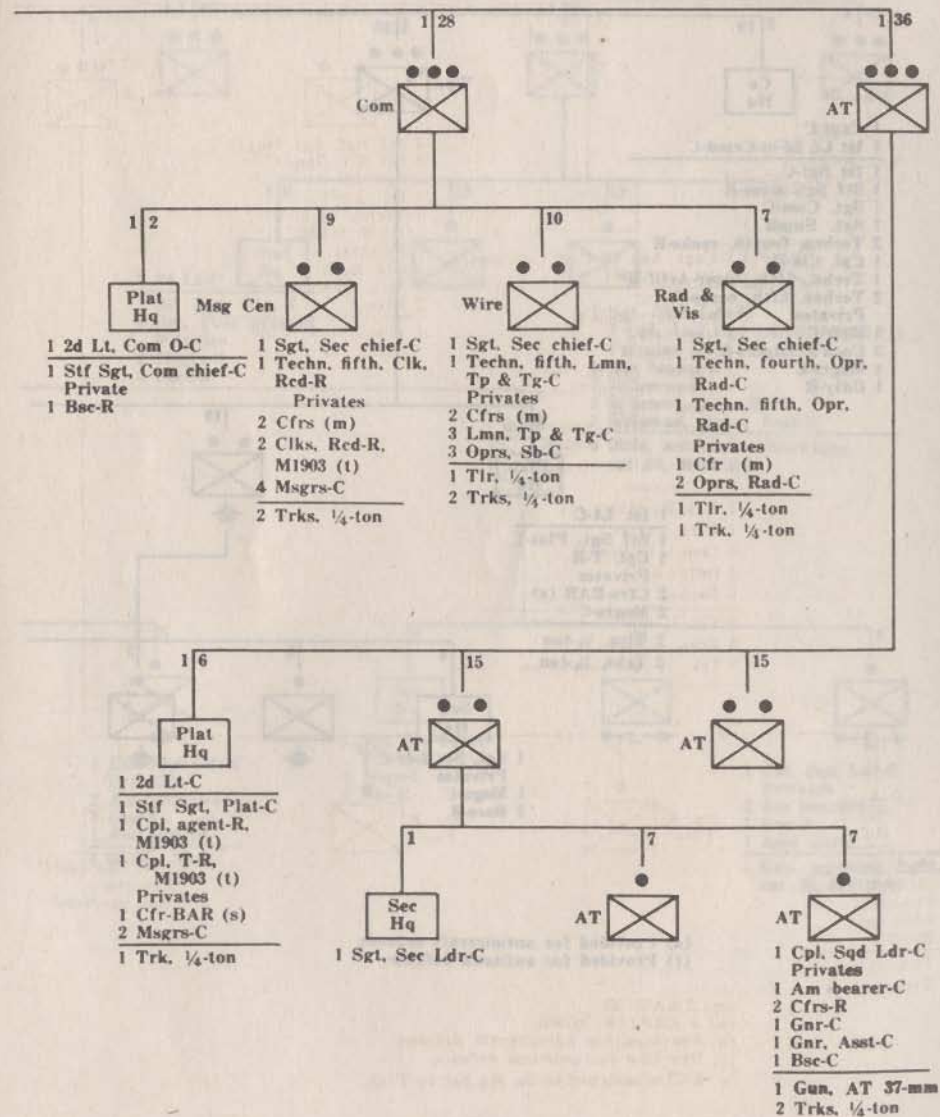 1 28
1 36
Com
AT
1 2
9
10
7
Plat
Hq
Msg Cen
Wire
Rad &
Vis
1 2d Lt, Com O-C
1 Stf Sgt, Com chief-C
Private
1 Bsc-R
1 Sgt, Sec chief-C
1 Techn, fifth, Clk,
Rcd-R
Privates
2 Cfrs (m)
2 Clks, Rcd-R,
M1903 (t)
4 Msgrs-C
2 Trks, ¼-ton
1 Sgt, Sec chief-C
1 Techn, fifth, Lmn,
Tp & Tg-C
Privates
2 Cfrs (m)
3 Lmn, Tp & Tg-C
3 Oprs, Sb-C
1 Tlr, ¼-ton
2 Trks, ¼-ton
1 Sgt, Sec chief-C
1 Techn, fourth, Opr,
Rad-C
1 Techn. fifth, Opr,
Rad-C
Privates
1 Cfr (m)
2 Oprs, Rad-C
1 Tlr. ¼-ton
1 Trk. ¼-ton
1 6
15
15
Plat
Hq
AT
AT
1 2d Lt-C
1 Stf Sgt, Plat-C
1 Cpl, agent-R,
M1903 (t)
1 Cpl, T-R,
M1903 (t)
Privates
1 Cfr-BAR (s)
2 Msgrs-C
1 Trk, ¼-ton
1
7
7
Sec
Hq
AT
AT
1 Sgt, Sec Ldr-C
1 Cpl, Sqd Ldr-C
Privates
1 Am bearer-C
2 Cfrs-R
1 Gnr-C
1 Gnr, Asst-C
1 Bsc-C
1 Gun, AT 37-mm
2 Trks, ¼-ton